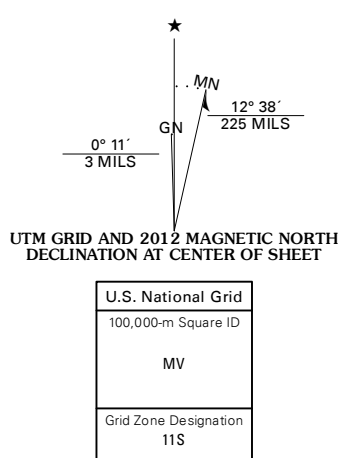 ★
MN
12° 38´
225 MILS
GN
0° 11´
3 MILS
UTM GRID AND 2012 MAGNETIC NORTH
DECLINATION AT CENTER OF SHEET
U.S. National Grid
100,000-m Square ID
MV
Grid Zone Designation
11S